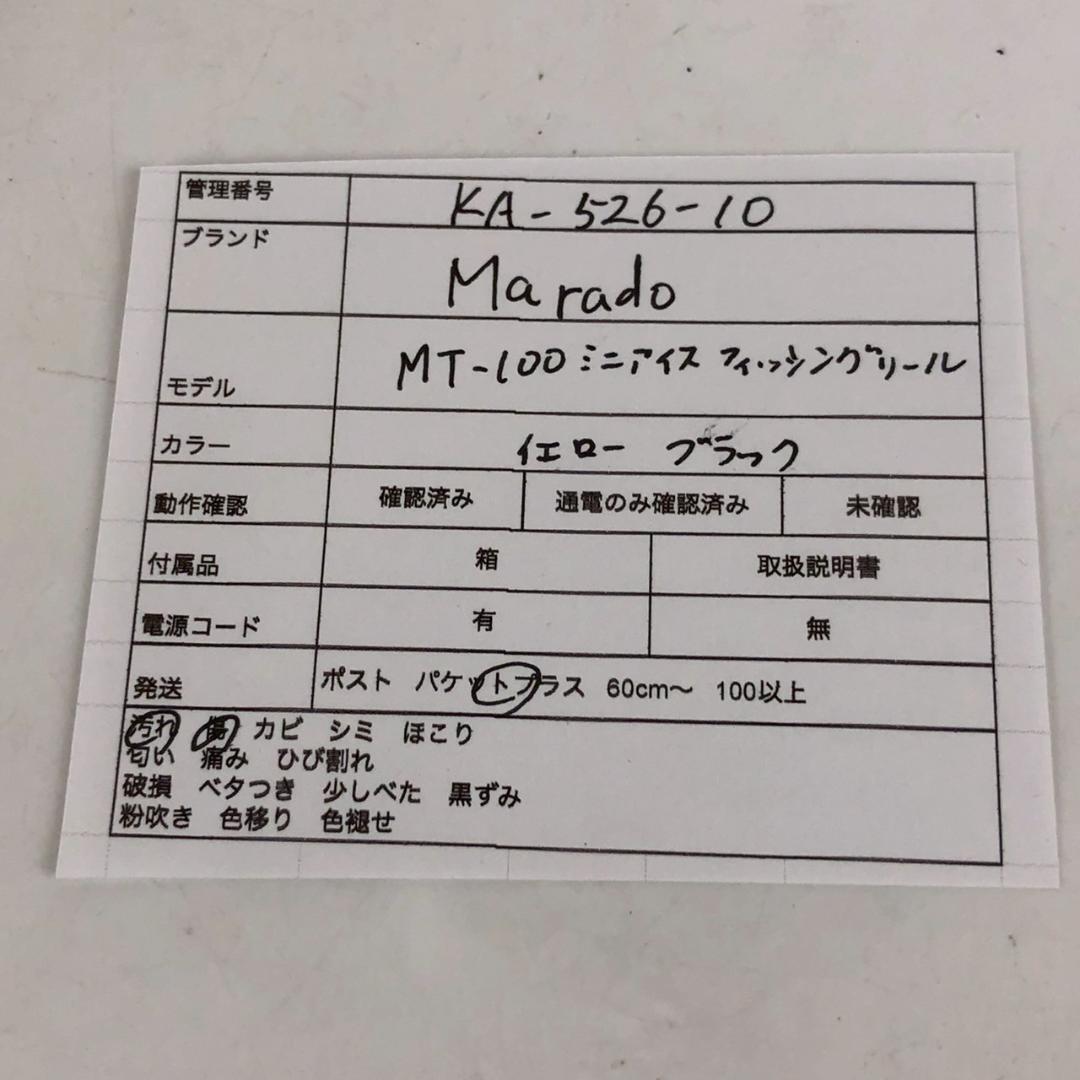 管理番号 KA-526-10
ブランド Marado
モデル MT-100 ミニアイス フィッシングリール
カラー イエロー ブラック
動作確認 確認済み 通電のみ確認済み 未確認
付属品 箱 取扱説明書
電源コード 有 無
発送 ポスト パケットプラス 60cm〜 100以上
汚れ 傷 カビ シミ ほこり
匂い 痛み ひび割れ
破損 ベタつき 少しべた 黒ずみ
粉吹き 色移り 色褪せ